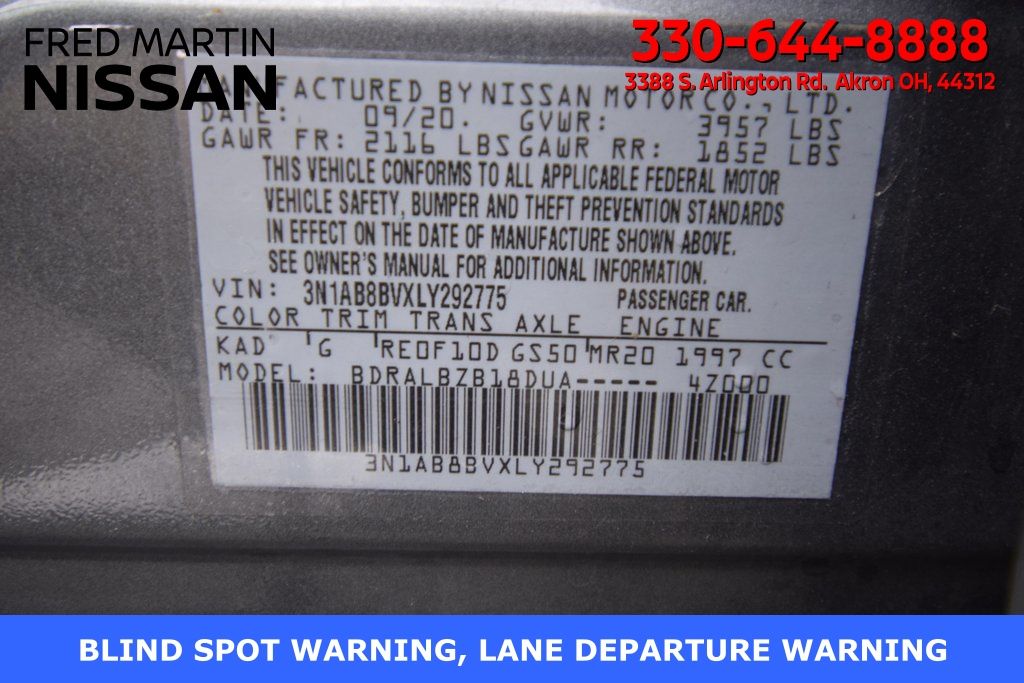 FRED MARTIN
NISSAN
330-644-8888
3388 S. Arlington Rd. Akron OH, 44312
MANUFACTURED BY NISSAN MOTOR CO., LTD.
DATE: 09/20. GVWR: 3957 LBS
GAWR FR: 2116 LBS GAWR RR: 1852 LBS
THIS VEHICLE CONFORMS TO ALL APPLICABLE FEDERAL MOTOR
VEHICLE SAFETY, BUMPER AND THEFT PREVENTION STANDARDS
IN EFFECT ON THE DATE OF MANUFACTURE SHOWN ABOVE.
SEE OWNER'S MANUAL FOR ADDITIONAL INFORMATION.
VIN: 3N1AB8BVXLY292775 PASSENGER CAR.
COLOR TRIM TRANS AXLE ENGINE
KAD G RE0F10D GS50 MR20 1997 CC
MODEL: BDRALBZB18DUA----- 4Z000
3N1AB8BVXLY292775
BLIND SPOT WARNING, LANE DEPARTURE WARNING